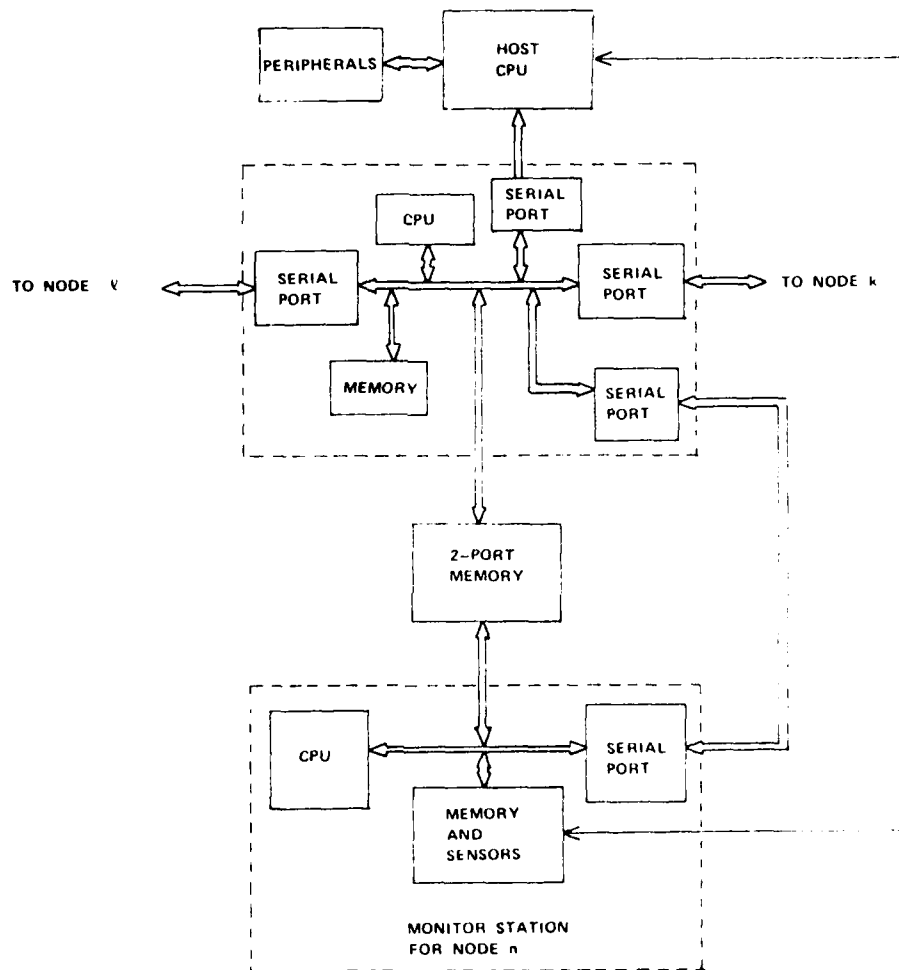 HOST
CPU
PERIPHERALS
SERIAL
PORT
CPU
TO NODE ℓ
SERIAL
PORT
SERIAL
PORT
TO NODE k
MEMORY
SERIAL
PORT
2-PORT
MEMORY
CPU
SERIAL
PORT
MEMORY
AND
SENSORS
MONITOR STATION
FOR NODE n